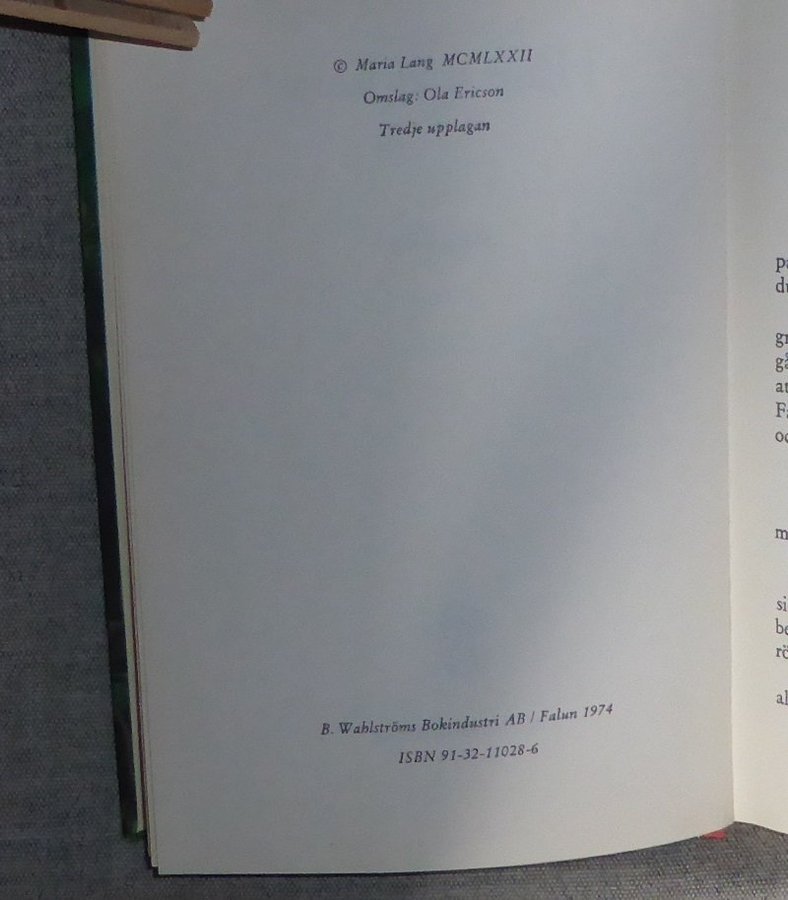 © Maria Lang MCMLXXII
Omslag: Ola Ericson
Tredje upplagan
B. Wahlströms Bokindustri AB / Falun 1974
ISBN 91-32-11028-6